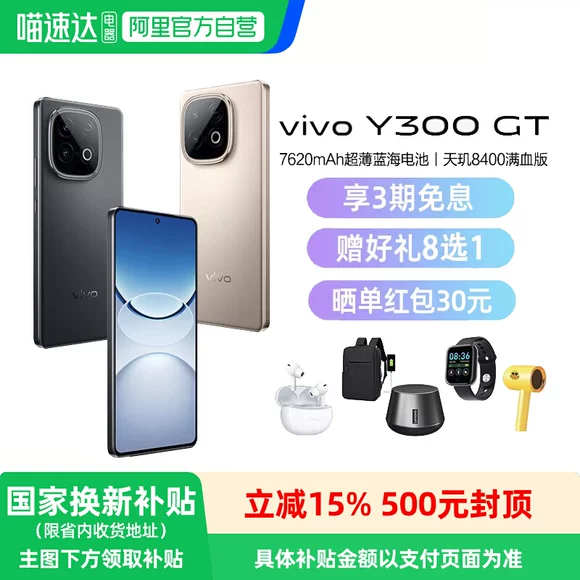 喵速达电器 阿里官方自营
vivo Y300 GT
7620mAh超薄蓝海电池丨天玑8400满血版
享3期免息
赠好礼8选1
晒单红包30元
vivo
vivo
08:36
Lenovo
国家换新补贴
(限省内收货地址)
主图下方领取补贴
立减15% 500元封顶
具体补贴金额以支付页面为准